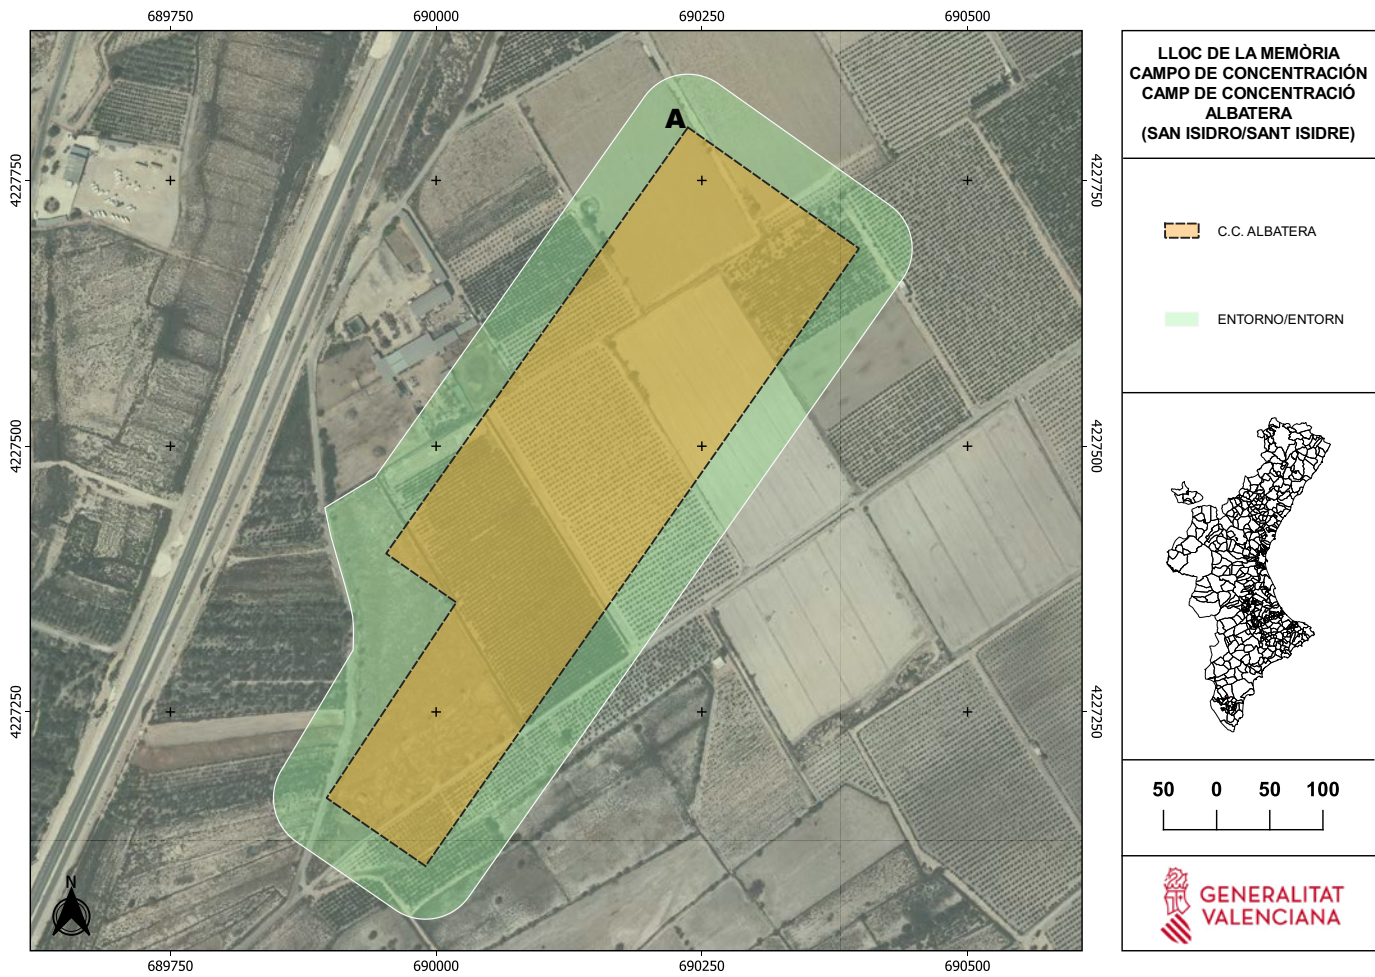 689750
690000
690250
690500
LLOC DE LA MEMÒRIA
CAMPO DE CONCENTRACIÓN
CAMP DE CONCENTRACIÓ
ALBATERA
(SAN ISIDRO/SANT ISIDRE)
A
4227750
4227750
C.C. ALBATERA
ENTORNO/ENTORN
4227500
4227500
4227250
4227250
50 0 50 100
N
GENERALITAT
VALENCIANA
689750
690000
690250
690500